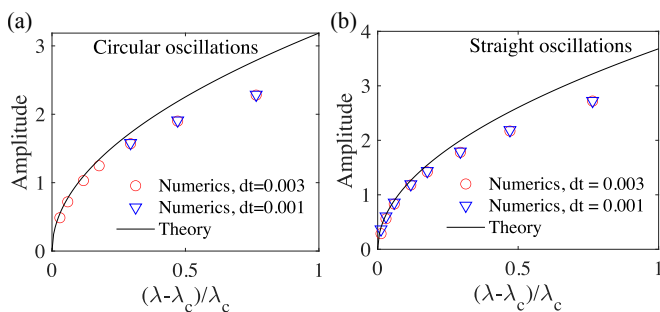 (a)
Circular oscillations
3
2
1
0
Amplitude
Numerics, dt=0.003
Numerics, dt=0.001
Theory
0
0.5
1
(λ-λc)/λc
(b)
Straight oscillations
4
3
2
1
0
Amplitude
Numerics, dt = 0.003
Numerics, dt = 0.001
Theory
0
0.5
1
(λ-λc)/λc